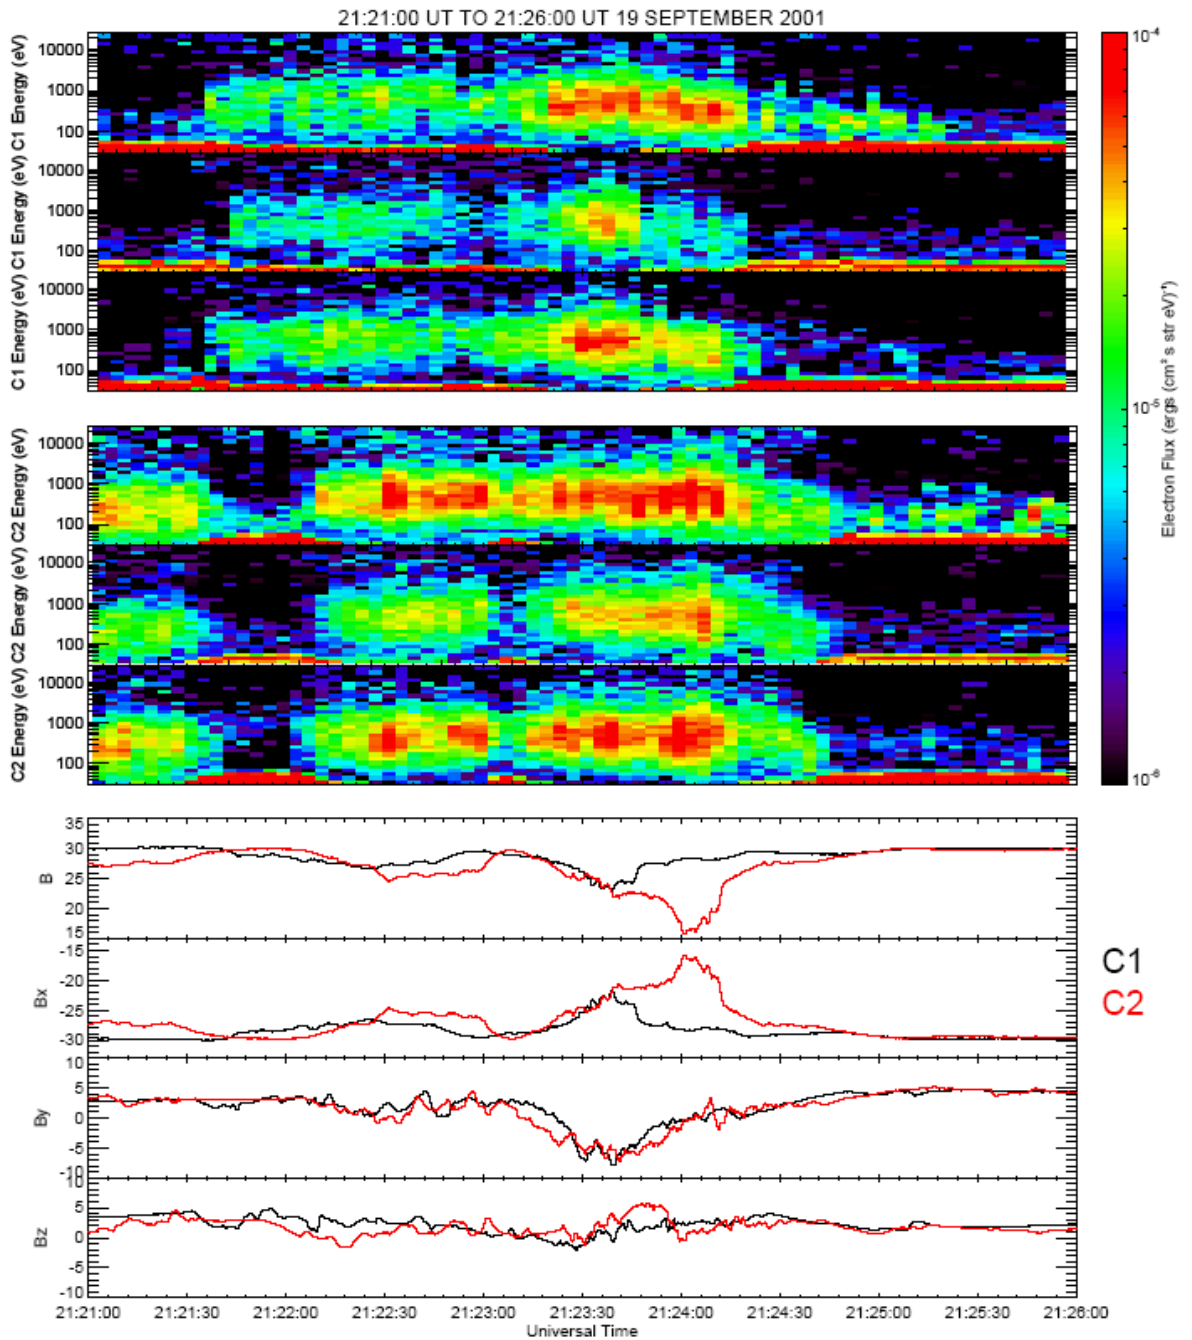 21:21:00 UT TO 21:26:00 UT 19 SEPTEMBER 2001
C1 Energy (eV)
10000
1000
100
C1 Energy (eV)
10000
1000
100
C1 Energy (eV)
10000
1000
100
C2 Energy (eV)
10000
1000
100
C2 Energy (eV)
10000
1000
100
C2 Energy (eV)
10000
1000
100
10⁻⁴
10⁻⁵
10⁻⁶
Electron Flux (ergs (cm² s str eV)⁻¹)
B
35
30
25
20
15
Bx
-15
-20
-25
-30
By
10
5
0
-5
-10
Bz
10
5
0
-5
-10
C1
C2
21:21:00 21:21:30 21:22:00 21:22:30 21:23:00 21:23:30 21:24:00 21:24:30 21:25:00 21:25:30 21:26:00
Universal Time